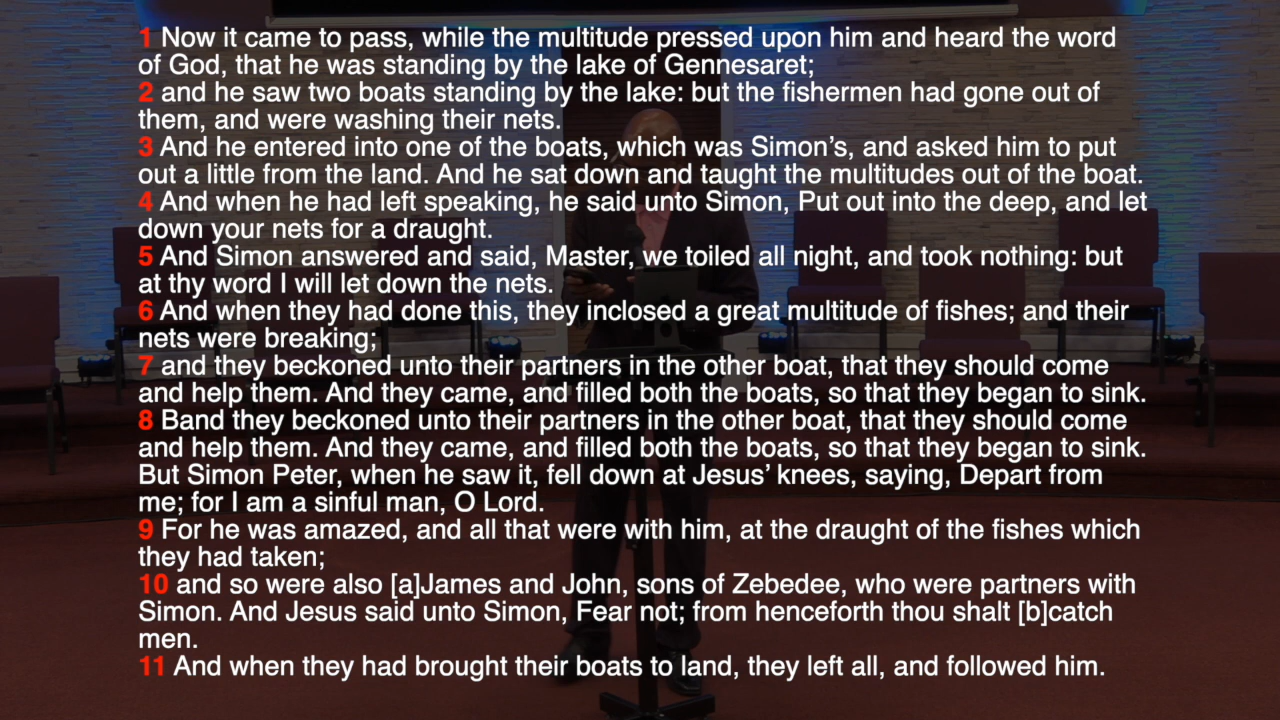 1 Now it came to pass, while the multitude pressed upon him and heard the word
of God, that he was standing by the lake of Gennesaret;
2 and he saw two boats standing by the lake: but the fishermen had gone out of
them, and were washing their nets.
3 And he entered into one of the boats, which was Simon’s, and asked him to put
out a little from the land. And he sat down and taught the multitudes out of the boat.
4 And when he had left speaking, he said unto Simon, Put out into the deep, and let
down your nets for a draught.
5 And Simon answered and said, Master, we toiled all night, and took nothing: but
at thy word I will let down the nets.
6 And when they had done this, they inclosed a great multitude of fishes; and their
nets were breaking;
7 and they beckoned unto their partners in the other boat, that they should come
and help them. And they came, and filled both the boats, so that they began to sink.
8 Band they beckoned unto their partners in the other boat, that they should come
and help them. And they came, and filled both the boats, so that they began to sink.
But Simon Peter, when he saw it, fell down at Jesus’ knees, saying, Depart from
me; for I am a sinful man, O Lord.
9 For he was amazed, and all that were with him, at the draught of the fishes which
they had taken;
10 and so were also [a]James and John, sons of Zebedee, who were partners with
Simon. And Jesus said unto Simon, Fear not; from henceforth thou shalt [b]catch
men.
11 And when they had brought their boats to land, they left all, and followed him.